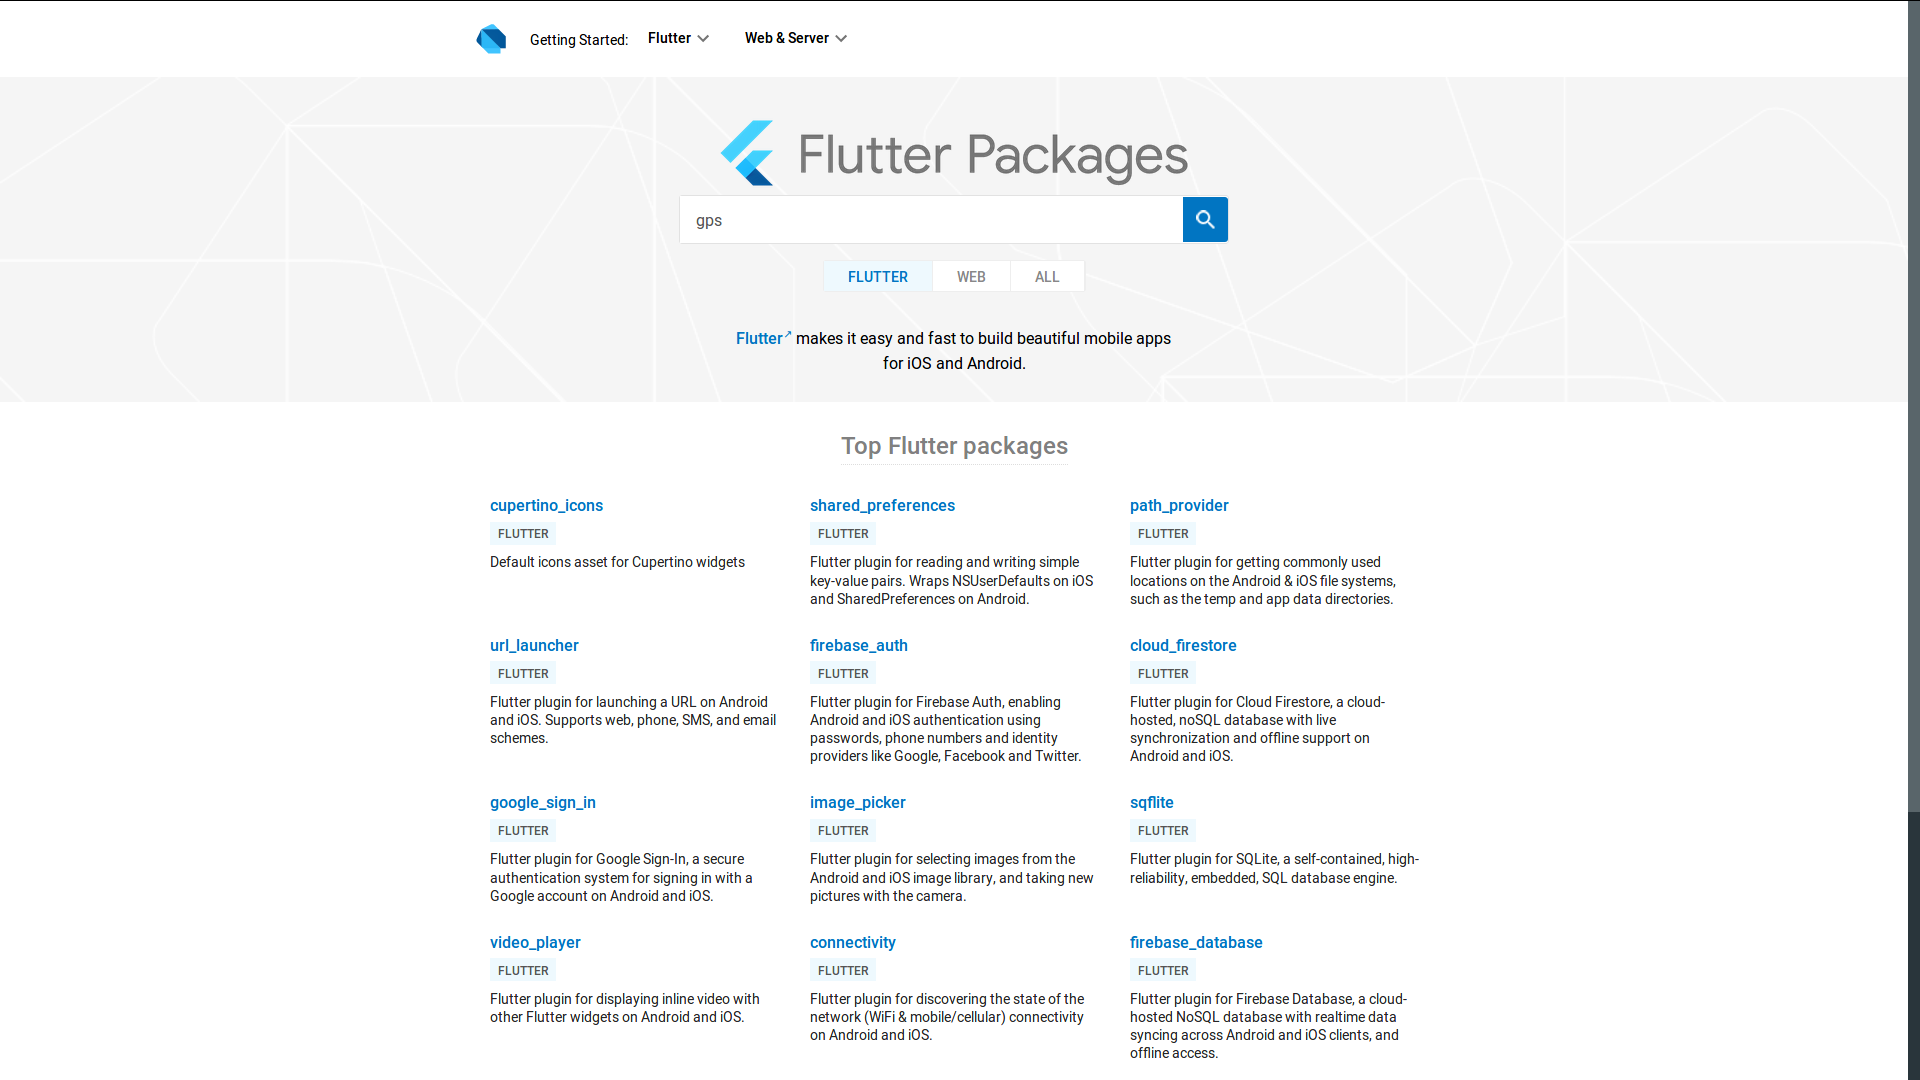 Getting Started: Flutter Web & Server
Flutter Packages
gps
FLUTTER WEB ALL
Flutter↗ makes it easy and fast to build beautiful mobile apps
for iOS and Android.
Top Flutter packages
cupertino_icons
FLUTTER
Default icons asset for Cupertino widgets
shared_preferences
FLUTTER
Flutter plugin for reading and writing simple
key-value pairs. Wraps NSUserDefaults on iOS
and SharedPreferences on Android.
path_provider
FLUTTER
Flutter plugin for getting commonly used
locations on the Android & iOS file systems,
such as the temp and app data directories.
url_launcher
FLUTTER
Flutter plugin for launching a URL on Android
and iOS. Supports web, phone, SMS, and email
schemes.
firebase_auth
FLUTTER
Flutter plugin for Firebase Auth, enabling
Android and iOS authentication using
passwords, phone numbers and identity
providers like Google, Facebook and Twitter.
cloud_firestore
FLUTTER
Flutter plugin for Cloud Firestore, a cloud-
hosted, noSQL database with live
synchronization and offline support on
Android and iOS.
google_sign_in
FLUTTER
Flutter plugin for Google Sign-In, a secure
authentication system for signing in with a
Google account on Android and iOS.
image_picker
FLUTTER
Flutter plugin for selecting images from the
Android and iOS image library, and taking new
pictures with the camera.
sqflite
FLUTTER
Flutter plugin for SQLite, a self-contained, high-
reliability, embedded, SQL database engine.
video_player
FLUTTER
Flutter plugin for displaying inline video with
other Flutter widgets on Android and iOS.
connectivity
FLUTTER
Flutter plugin for discovering the state of the
network (WiFi & mobile/cellular) connectivity
on Android and iOS.
firebase_database
FLUTTER
Flutter plugin for Firebase Database, a cloud-
hosted NoSQL database with realtime data
syncing across Android and iOS clients, and
offline access.